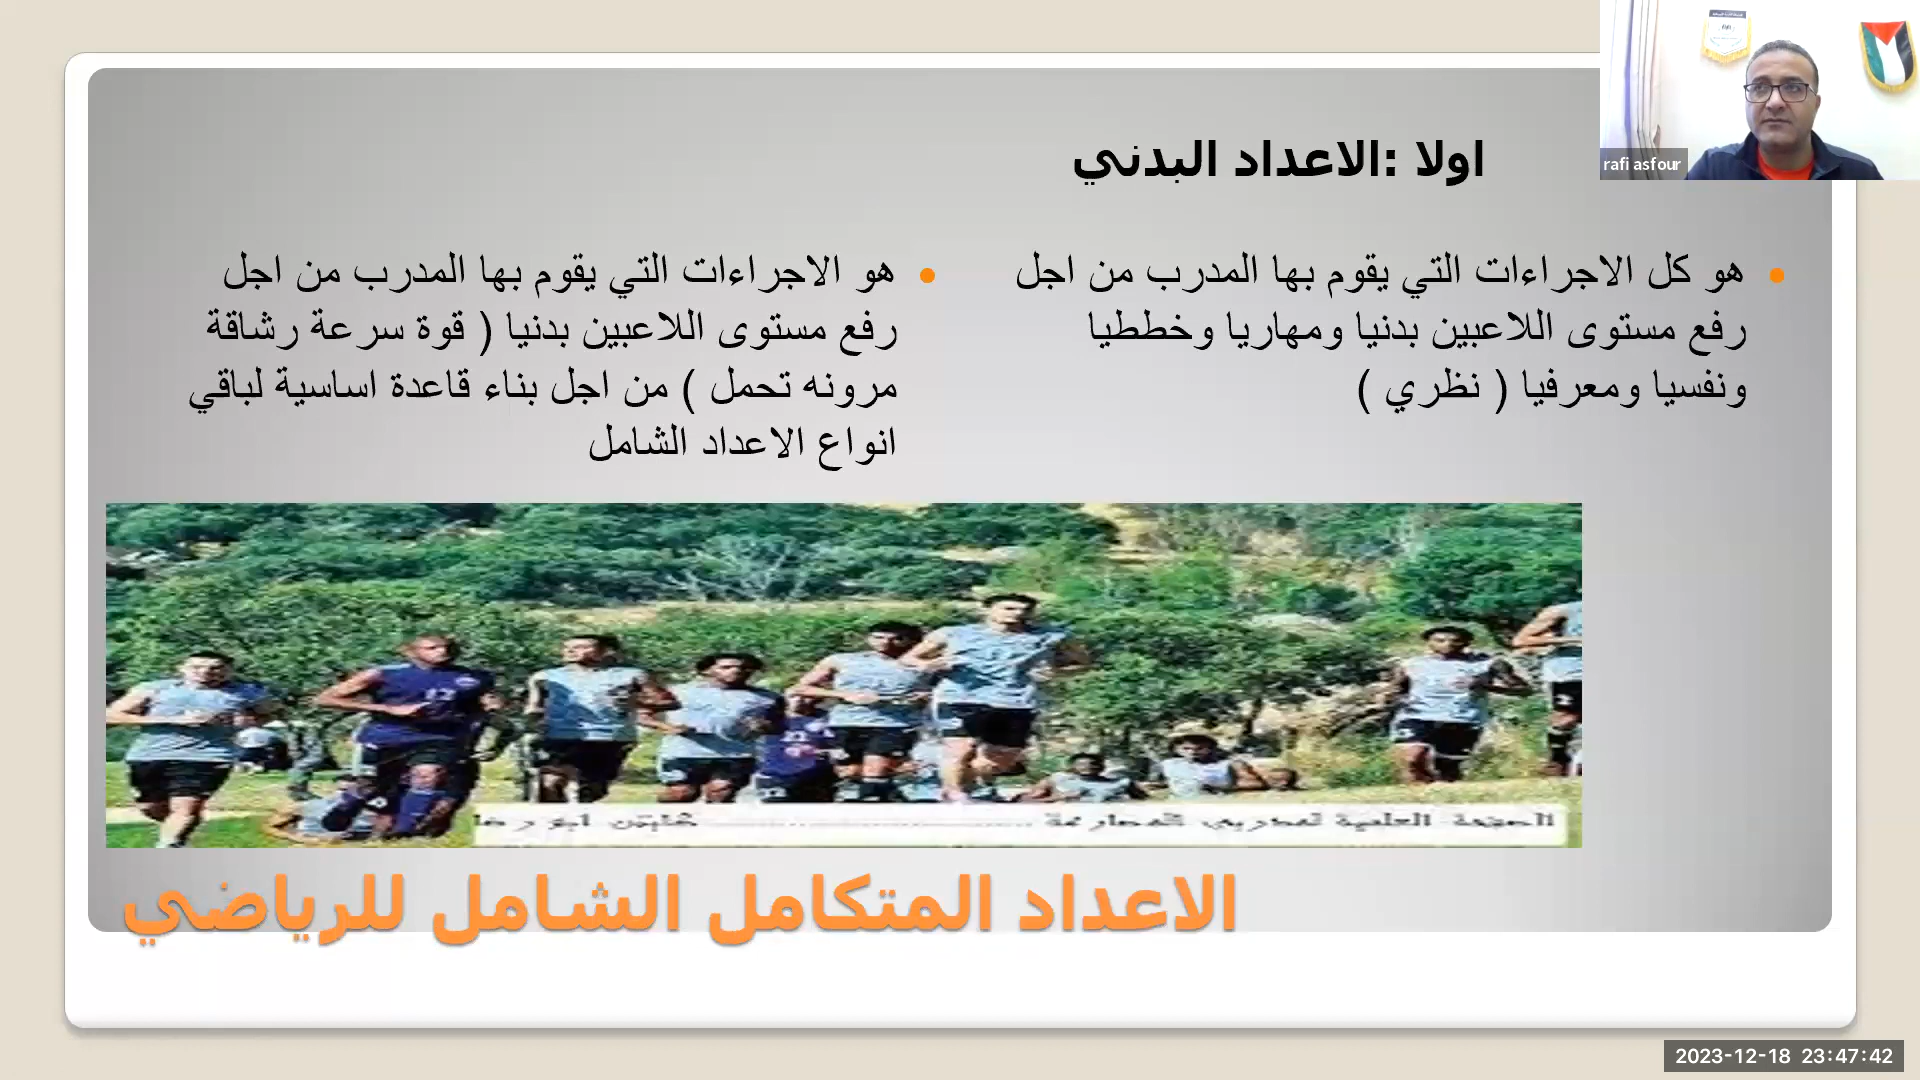 rafi asfour
اولا :الاعداد البدني
هو كل الاجراءات التي يقوم بها المدرب من اجل
رفع مستوى اللاعبين بدنيا ومهاريا وخططيا
ونفسيا ومعرفيا ( نظري )
هو الاجراءات التي يقوم بها المدرب من اجل
رفع مستوى اللاعبين بدنيا ( قوة سرعة رشاقة
مرونه تحمل ) من اجل بناء قاعدة اساسية لباقي
انواع الاعداد الشامل
الصفحة العلمية لمدربي
الاعداد المتكامل الشامل للرياضي
2023-12-18 23:47:42